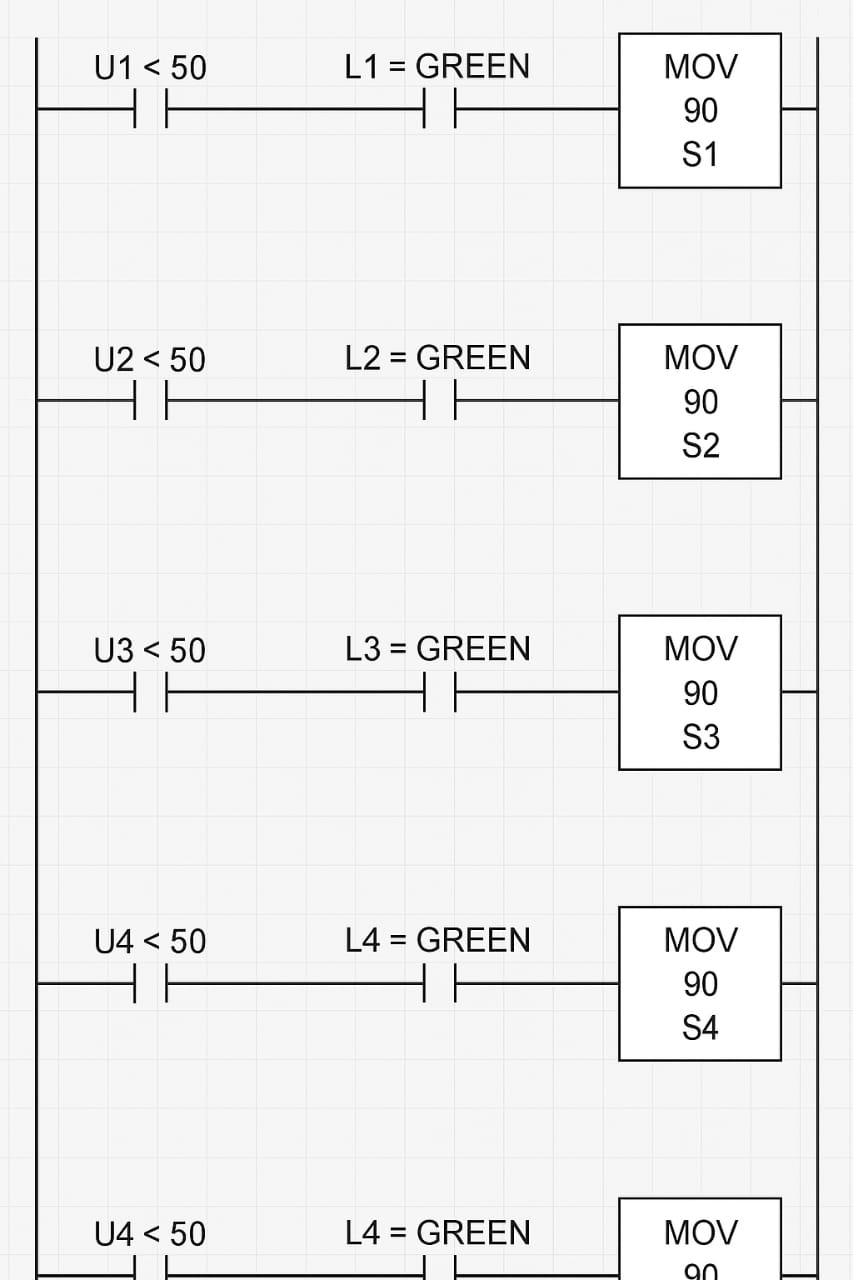 U1 < 50 L1 = GREEN MOV
90
S1
U2 < 50 L2 = GREEN MOV
90
S2
U3 < 50 L3 = GREEN MOV
90
S3
U4 < 50 L4 = GREEN MOV
90
S4
U4 < 50 L4 = GREEN MOV
90